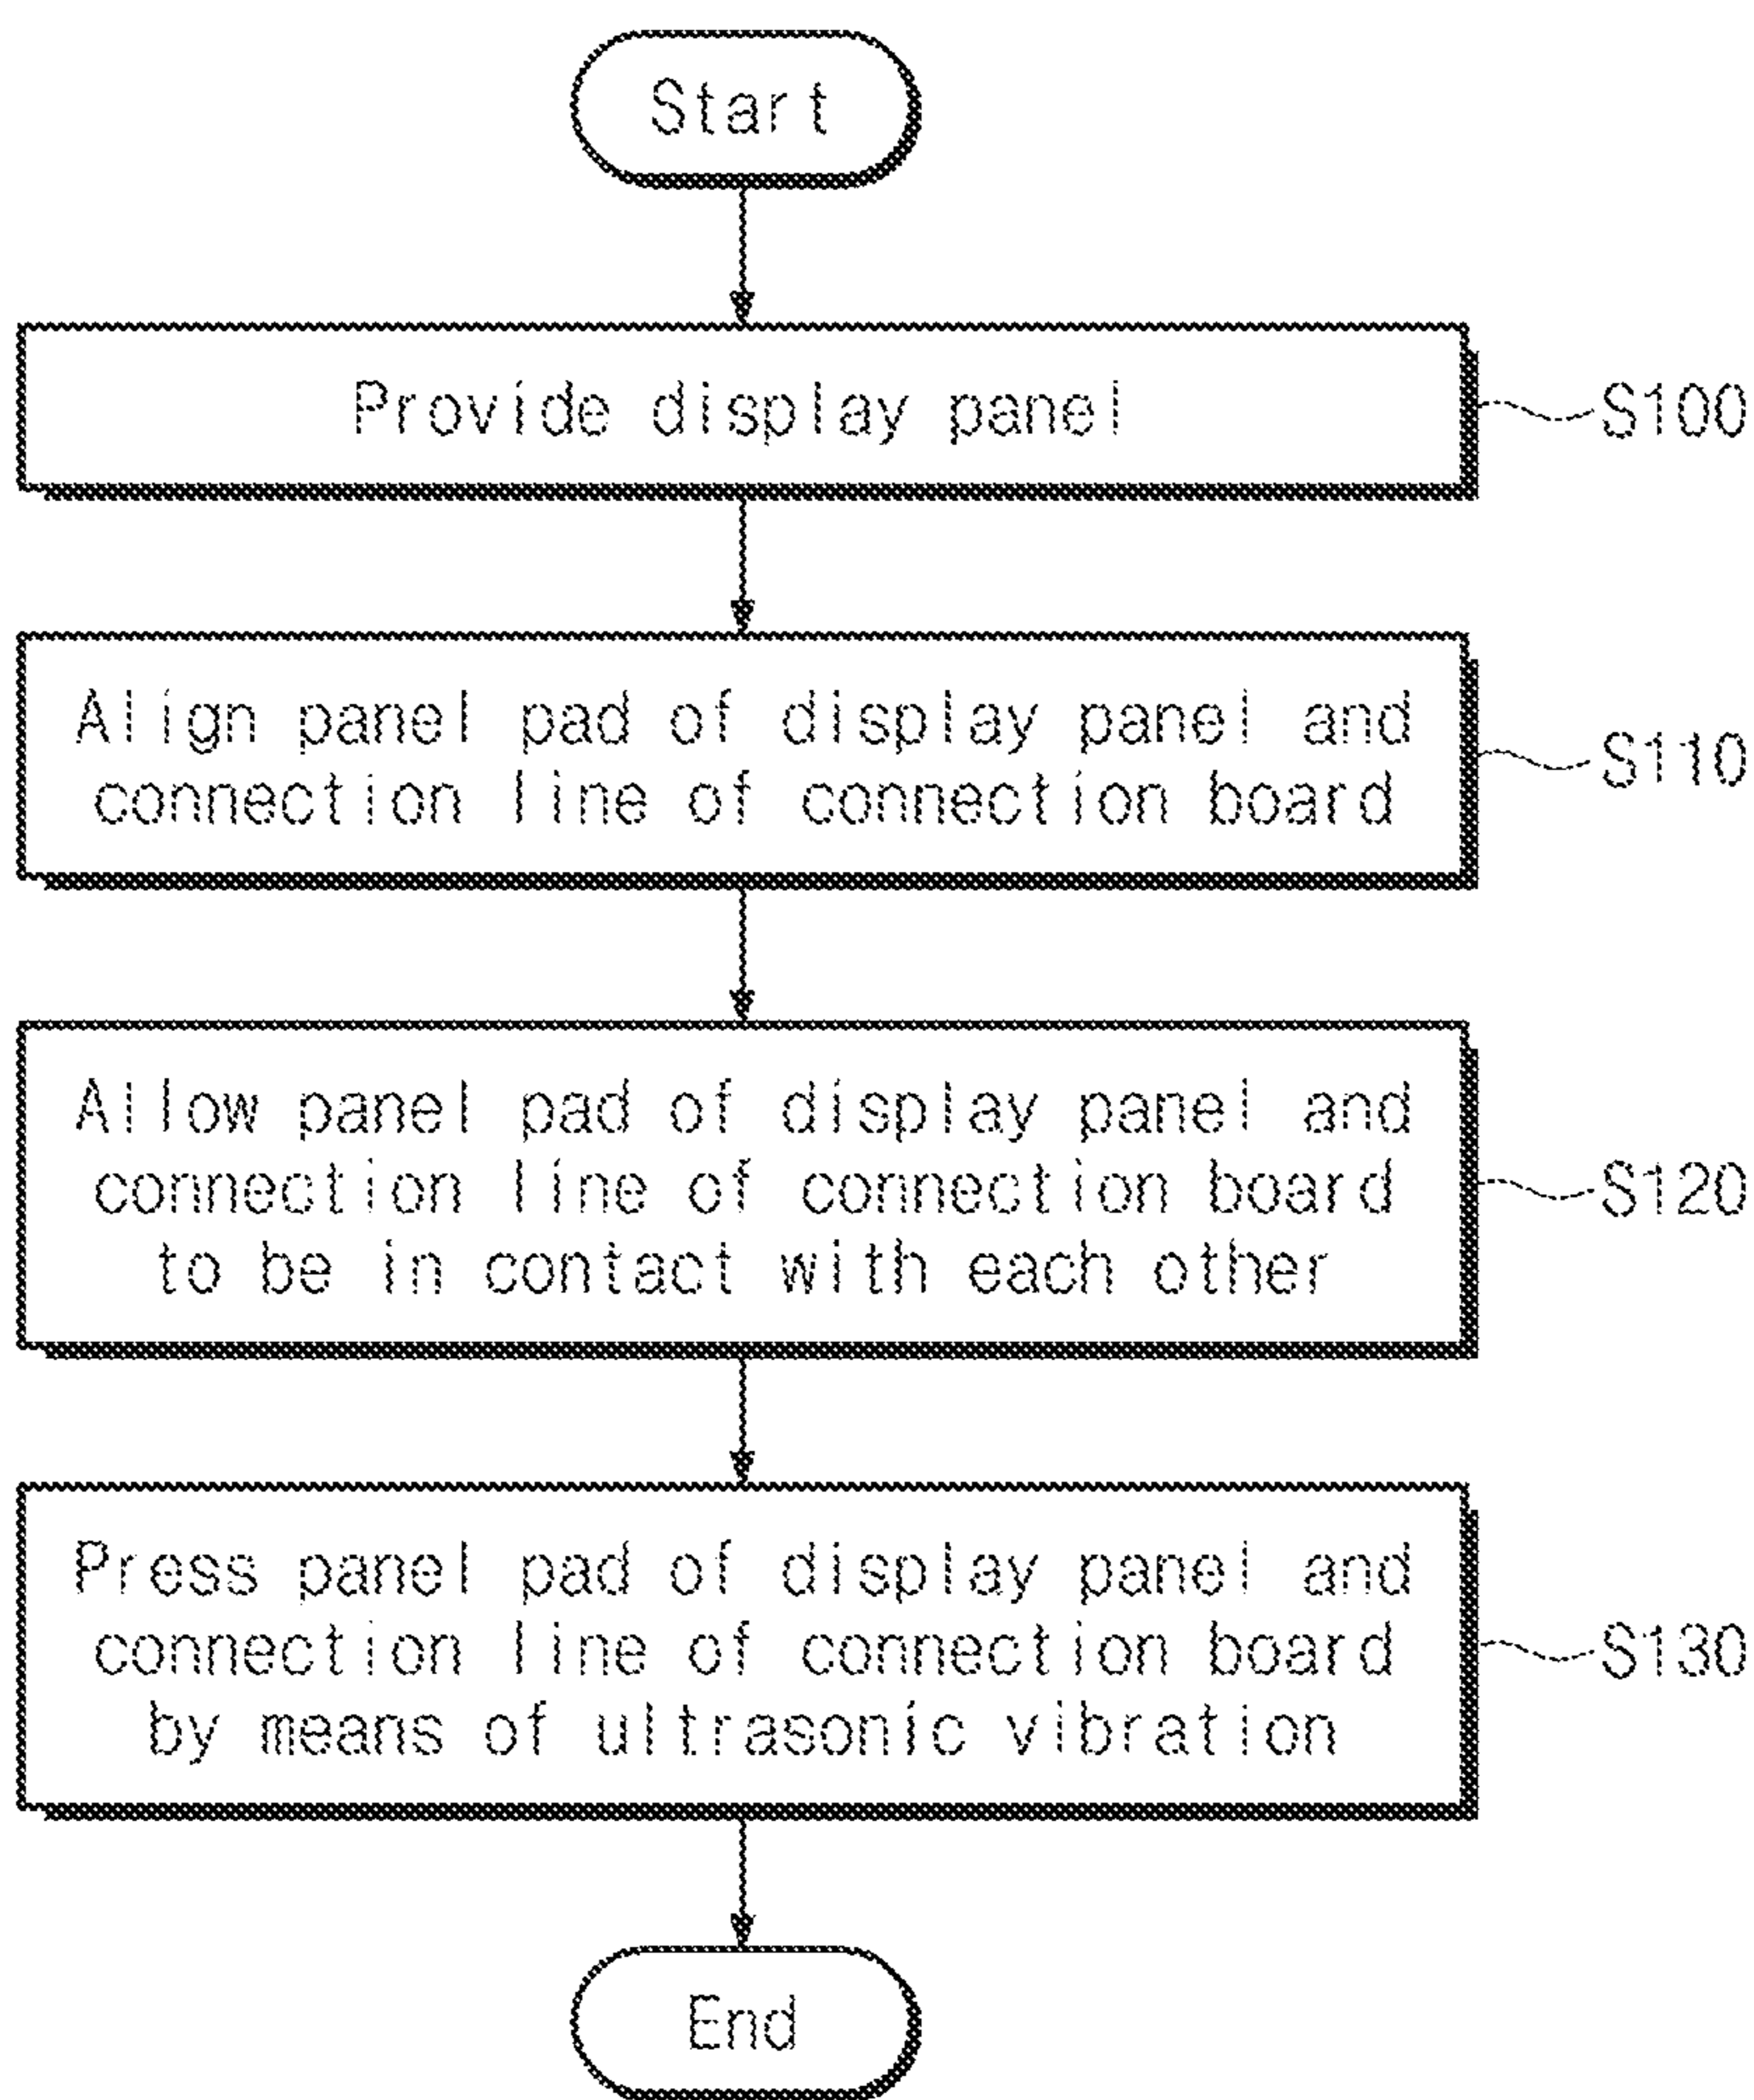 Start
Provide display panel
S100
Align panel pad of display panel and
connection line of connection board
S110
Allow panel pad of display panel and
connection line of connection board
to be in contact with each other
S120
Press panel pad of display panel and
connection line of connection board
by means of ultrasonic vibration
S130
End